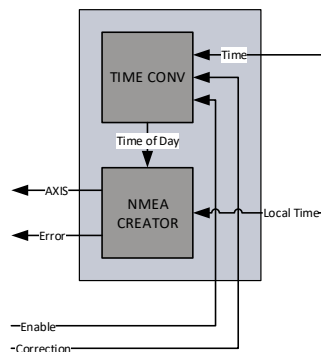 Time
TIME CONV
Time of Day
AXIS
NMEA
CREATOR
Local Time
Error
Enable
Correction